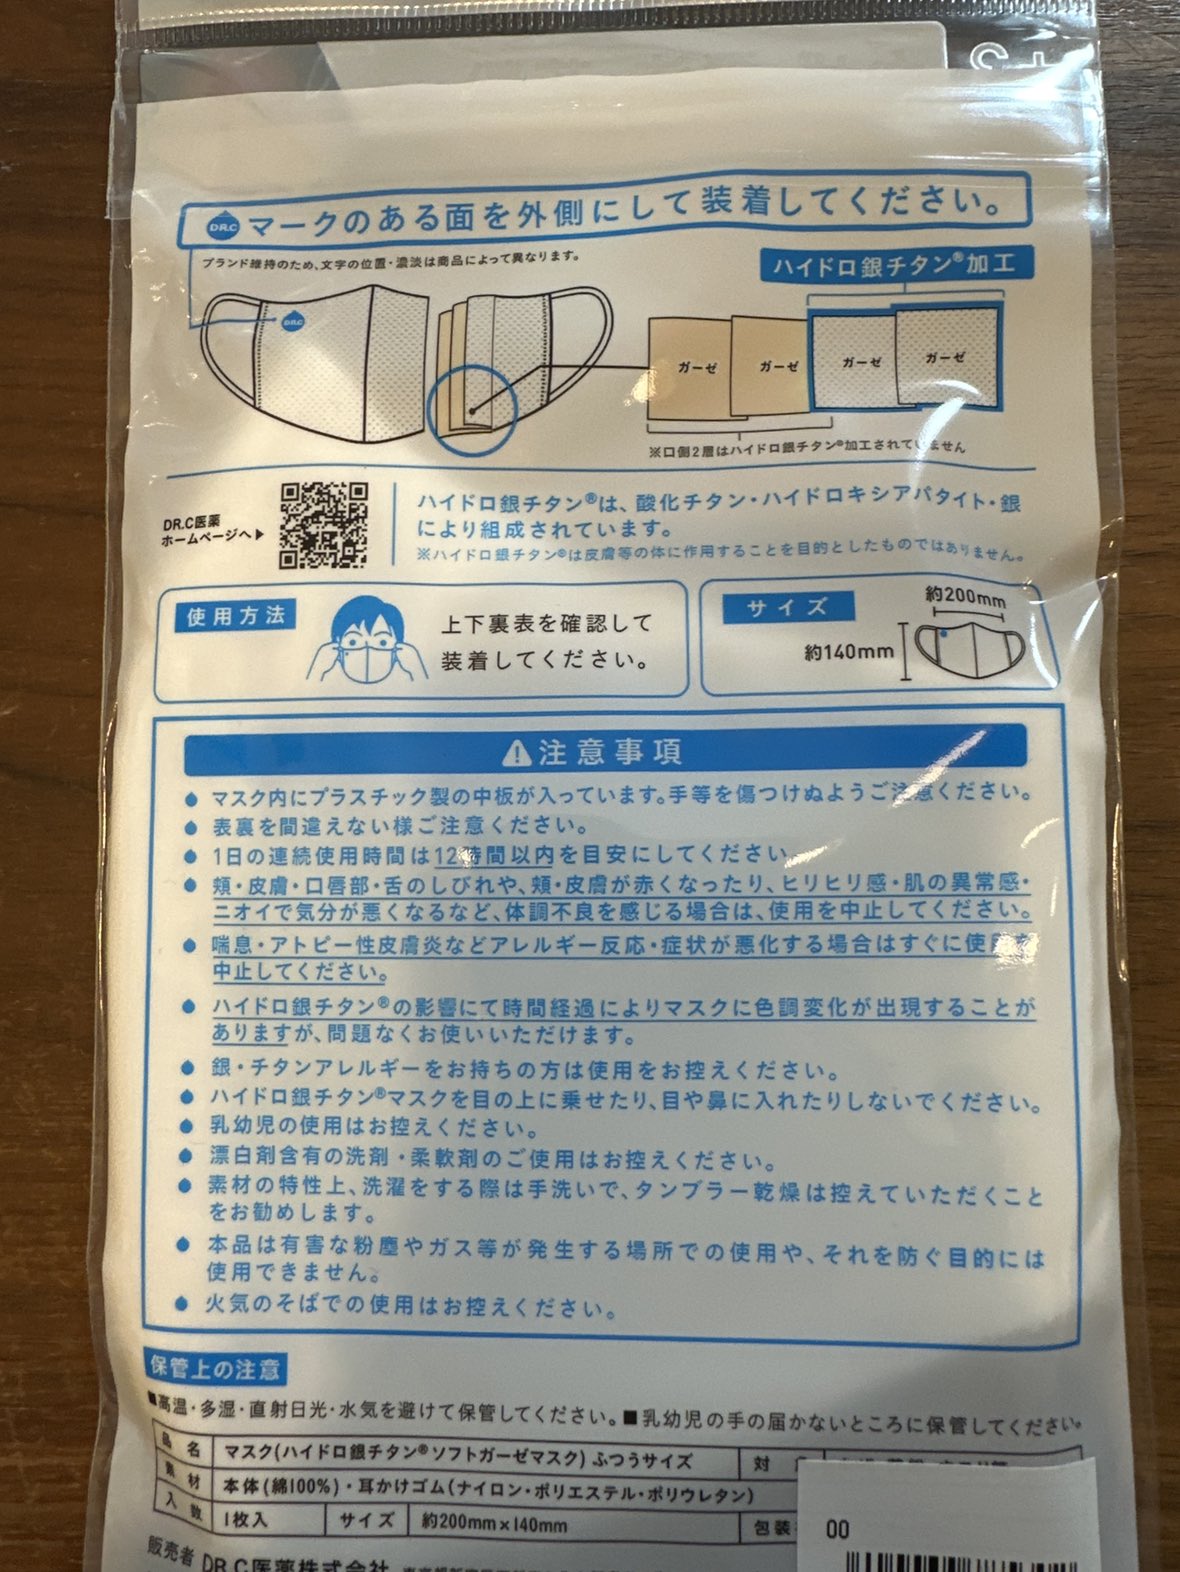 +3
DR.C マークのある面を外側にして装着してください。
ブランド維持のため、文字の位置・濃淡は商品によって異なります。
ハイドロ銀チタン®加工
DR.C
ガーゼ ガーゼ ガーゼ ガーゼ
※口側2層はハイドロ銀チタン®加工されていません
DR.C医薬
ホームページへ▶
ハイドロ銀チタン®は、酸化チタン・ハイドロキシアパタイト・銀
により組成されています。
※ハイドロ銀チタン®は皮膚等の体に作用することを目的としたものではありません。
使用方法
上下裏表を確認して
装着してください。
サイズ
約200mm
約140mm
注意事項
●マスク内にプラスチック製の中板が入っています。手等を傷つけぬようご注意ください。
●表裏を間違えない様ご注意ください。
●1日の連続使用時間は12時間以内を目安にしてください。
●頬・皮膚・口唇部・舌のしびれや、頬・皮膚が赤くなったり、ヒリヒリ感・肌の異常感・
ニオイで気分が悪くなるなど、体調不良を感じる場合は、使用を中止してください。
●喘息・アトピー性皮膚炎などアレルギー反応・症状が悪化する場合はすぐに使用を
中止してください。
●ハイドロ銀チタン®の影響にて時間経過によりマスクに色調変化が出現することが
ありますが、問題なくお使いいただけます。
●銀・チタンアレルギーをお持ちの方は使用をお控えください。
●ハイドロ銀チタン®マスクを目の上に乗せたり、目や鼻に入れたりしないでください。
●乳幼児の使用はお控えください。
●漂白剤含有の洗剤・柔軟剤のご使用はお控えください。
●素材の特性上、洗濯をする際は手洗いで、タンブラー乾燥は控えていただくこと
をお勧めします。
●本品は有害な粉塵やガス等が発生する場所での使用や、それを防ぐ目的には
使用できません。
●火気のそばでの使用はお控えください。
保管上の注意
■高温・多湿・直射日光・水気を避けて保管してください。■乳幼児の手の届かないところに保管してください。
品名 マスク(ハイドロ銀チタン®ソフトガーゼマスク) ふつうサイズ 対
素材 本体(綿100%)・耳かけゴム(ナイロン・ポリエステル・ポリウレタン)
入数 1枚入 サイズ 約200mm×140mm 包装
00
販売者 DR.C医薬株式会社